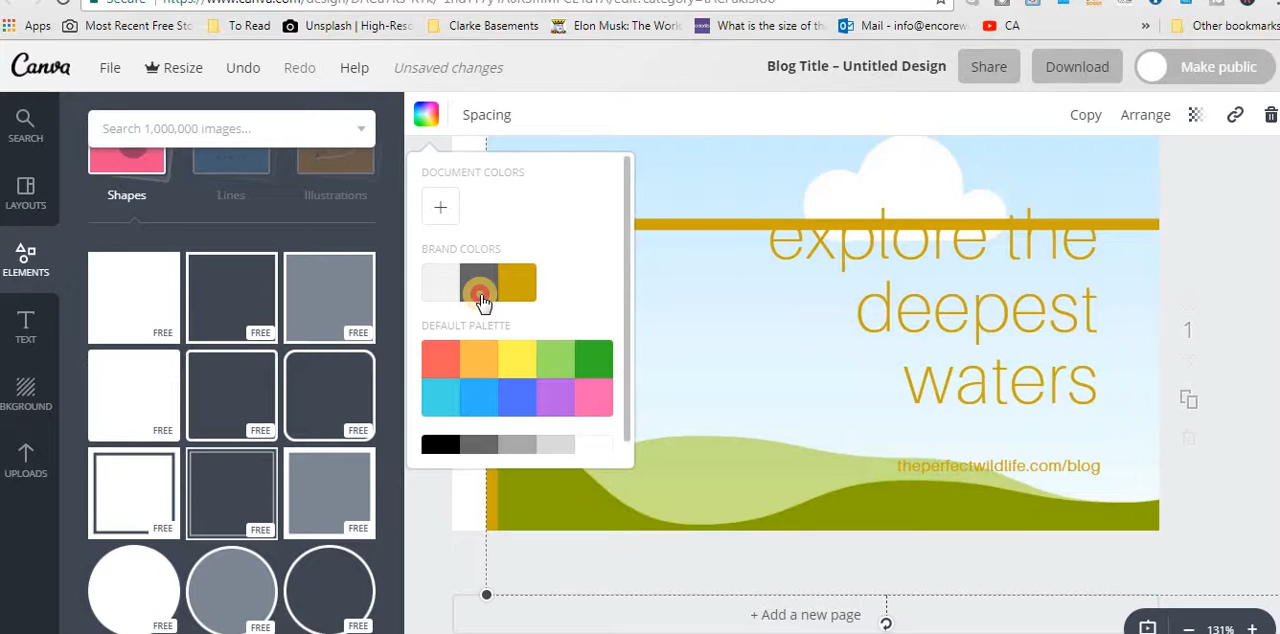 Apps
Most Recent Free Sto
To Read
Unsplash | High-Reso
Clarke Basements
Elon Musk: The Work
What is the size of th
Mail - info@encorew
CA
»
Other bookmarks
Canva
File
Resize
Undo
Redo
Help
Unsaved changes
Blog Title – Untitled Design
Share
Download
Make public
SEARCH
LAYOUTS
ELEMENTS
TEXT
BKGROUND
UPLOADS
Search 1,000,000 images...
Shapes
Lines
Illustrations
FREE
FREE
FREE
FREE
FREE
FREE
FREE
FREE
FREE
FREE
FREE
FREE
Spacing
Copy
Arrange
DOCUMENT COLORS
+
BRAND COLORS
DEFAULT PALETTE
explore the
deepest
waters
theperfectwildlife.com/blog
1
+ Add a new page
131%